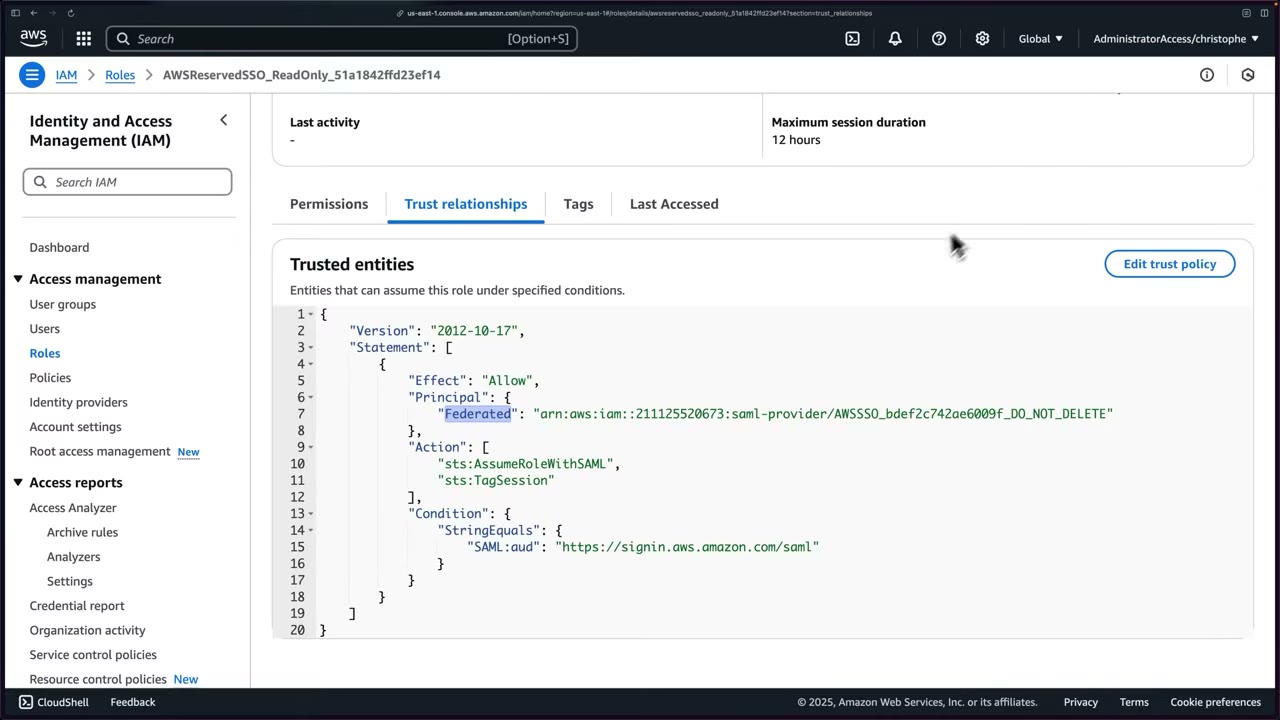 us-east-1.console.aws.amazon.com/iam/home?region=us-east-1#/roles/details/awsreservedsso_readonly_51a1842ffd23ef14?section=trust_relationships
aws
Search [Option+S]
Global
AdministratorAccess/christophe
IAM > Roles > AWSReservedSSO_ReadOnly_51a1842ffd23ef14
Identity and Access
Management (IAM)
Search IAM
Dashboard
Access management
User groups
Users
Roles
Policies
Identity providers
Account settings
Root access management New
Access reports
Access Analyzer
Archive rules
Analyzers
Settings
Credential report
Organization activity
Service control policies
Resource control policies New
Last activity
-
Maximum session duration
12 hours
Permissions
Trust relationships
Tags
Last Accessed
Trusted entities
Edit trust policy
Entities that can assume this role under specified conditions.
1 {
2 "Version": "2012-10-17",
3 "Statement": [
4 {
5 "Effect": "Allow",
6 "Principal": {
7 "Federated": "arn:aws:iam::211125520673:saml-provider/AWSSSO_bdef2c742ae6009f_DO_NOT_DELETE"
8 },
9 "Action": [
10 "sts:AssumeRoleWithSAML",
11 "sts:TagSession"
12 ],
13 "Condition": {
14 "StringEquals": {
15 "SAML:aud": "https://signin.aws.amazon.com/saml"
16 }
17 }
18 }
19 ]
20 }
CloudShell
Feedback
© 2025, Amazon Web Services, Inc. or its affiliates.
Privacy
Terms
Cookie preferences